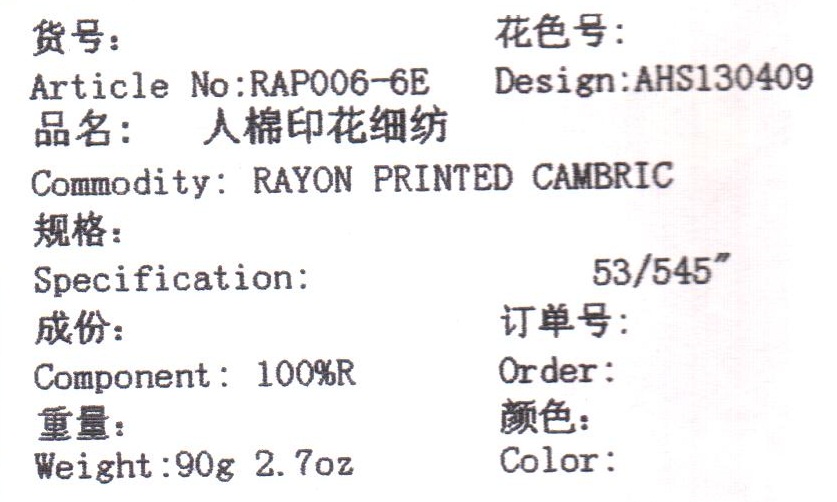 货号: 花色号:
Article No:RAP006-6E Design:AHS130409
品名: 人棉印花细纺
Commodity: RAYON PRINTED CAMBRIC
规格:
Specification: 53/545"
成份: 订单号:
Component: 100%R Order:
重量: 颜色:
Weight:90g 2.7oz Color: